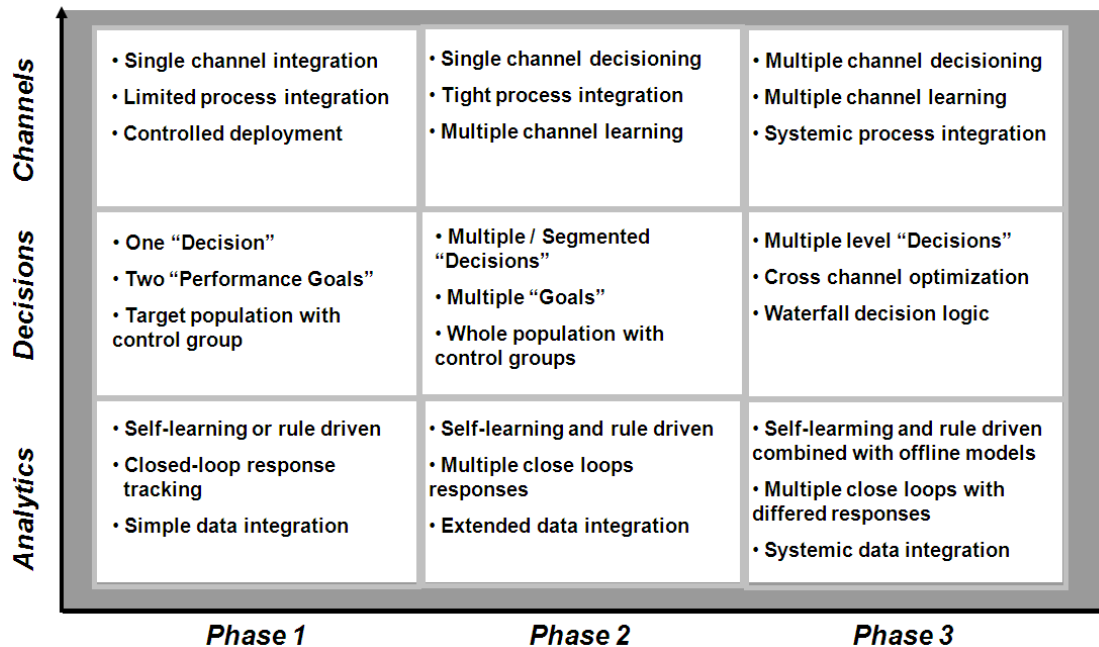 Channels
• Single channel integration
• Limited process integration
• Controlled deployment
• Single channel decisioning
• Tight process integration
• Multiple channel learning
• Multiple channel decisioning
• Multiple channel learning
• Systemic process integration
Decisions
• One “Decision”
• Two “Performance Goals”
• Target population with
control group
• Multiple / Segmented
“Decisions”
• Multiple “Goals”
• Whole population with
control groups
• Multiple level “Decisions”
• Cross channel optimization
• Waterfall decision logic
Analytics
• Self-learning or rule driven
• Closed-loop response
tracking
• Simple data integration
• Self-learning and rule driven
• Multiple close loops
responses
• Extended data integration
• Self-learming and rule driven
combined with offline models
• Multiple close loops with
differed responses
• Systemic data integration
Phase 1
Phase 2
Phase 3